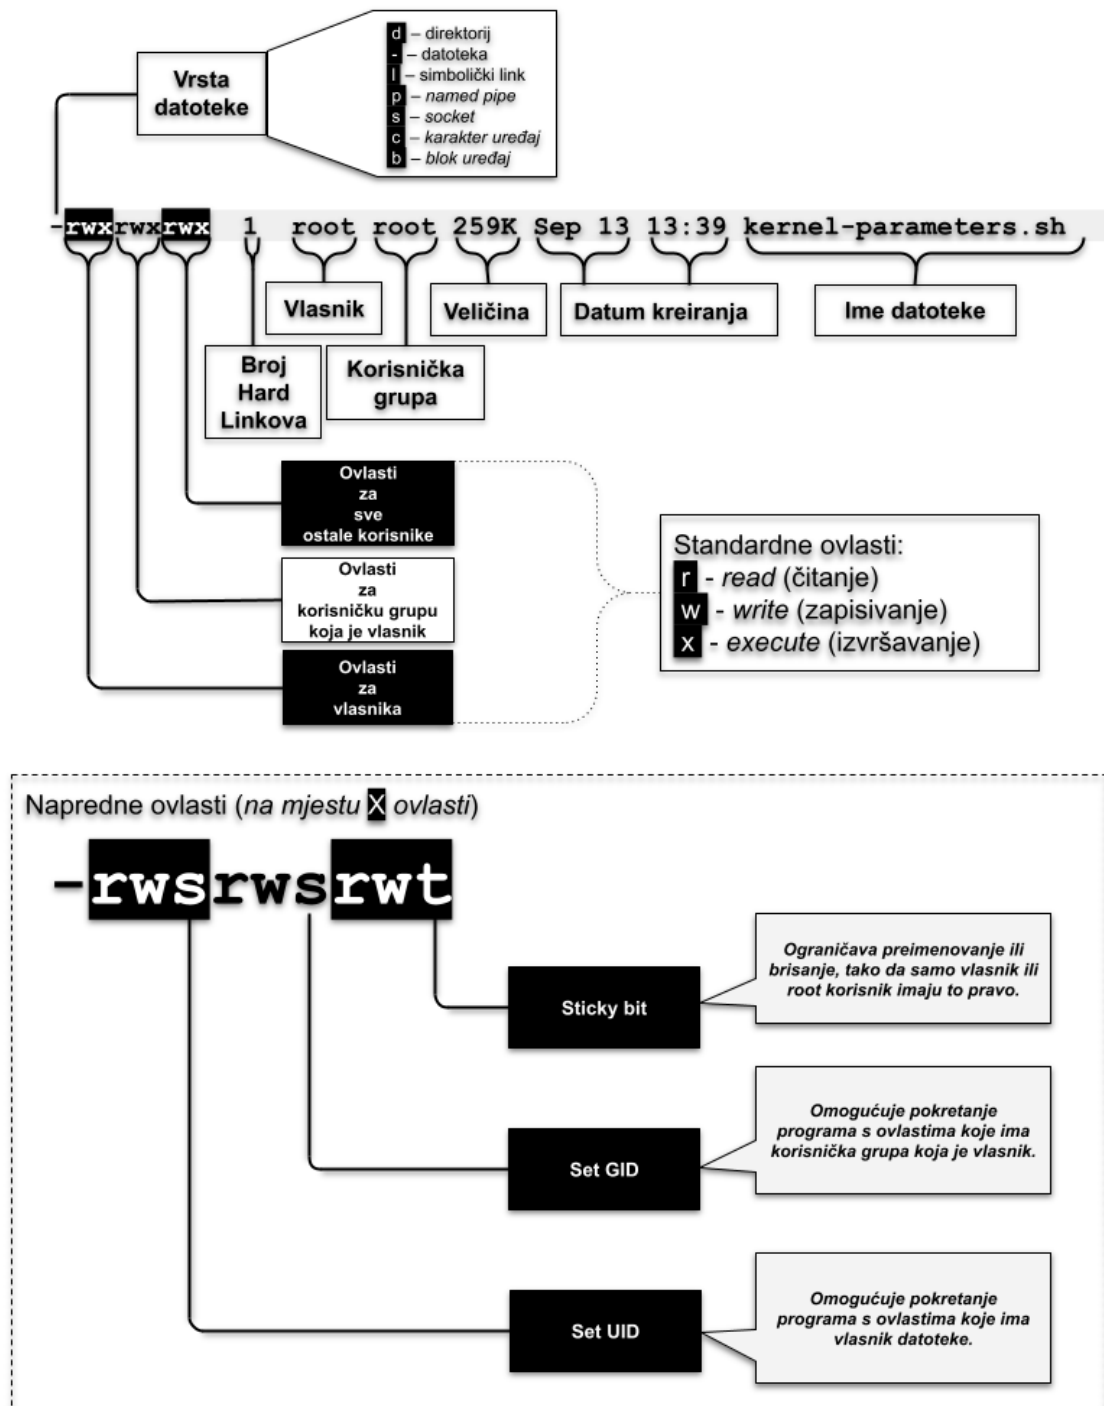 Vrsta
datoteke
d – direktorij
- – datoteka
l – simbolički link
p – named pipe
s – socket
c – karakter uređaj
b – blok uređaj
-rwxrwxrwx 1 root root 259K Sep 13 13:39 kernel-parameters.sh
Vlasnik
Veličina
Datum kreiranja
Ime datoteke
Broj
Hard
Linkova
Korisnička
grupa
Ovlasti
za
sve
ostale korisnike
Ovlasti
za
korisničku grupu
koja je vlasnik
Ovlasti
za
vlasnika
Standardne ovlasti:
r - read (čitanje)
w - write (zapisivanje)
x - execute (izvršavanje)
Napredne ovlasti (na mjestu X ovlasti)
-rwsrwsrwt
Sticky bit
Ograničava preimenovanje ili
brisanje, tako da samo vlasnik ili
root korisnik imaju to pravo.
Set GID
Omogućuje pokretanje
programa s ovlastima koje ima
korisnička grupa koja je vlasnik.
Set UID
Omogućuje pokretanje
programa s ovlastima koje ima
vlasnik datoteke.